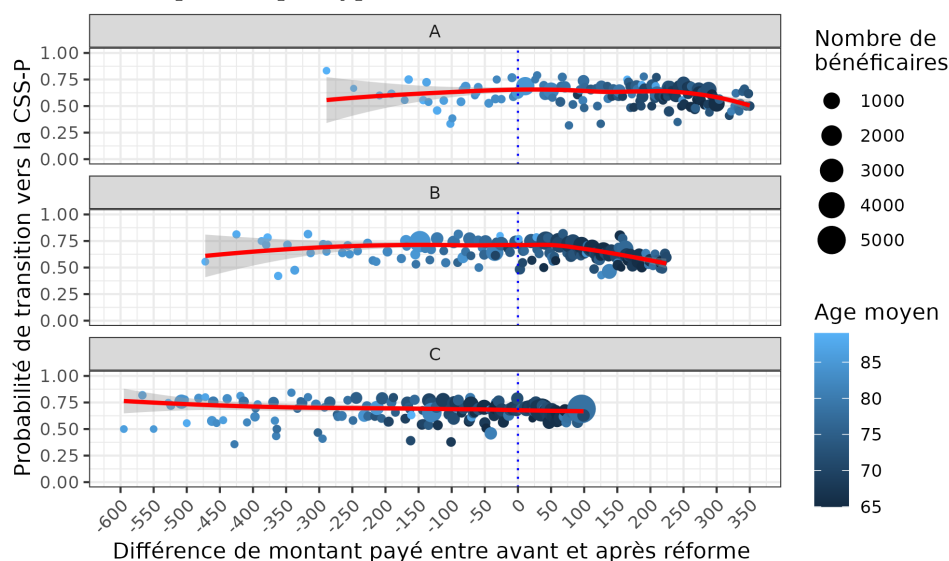 A
1.00
0.75
0.50
0.25
0.00
B
1.00
0.75
0.50
0.25
0.00
C
1.00
0.75
0.50
0.25
0.00
-600 -550 -500 -450 -400 -350 -300 -250 -200 -150 -100 -50 0 50 100 150 200 250 300 350
Différence de montant payé entre avant et après réforme
Probabilité de transition vers la CSS-P
Nombre de
bénéficaires
1000
2000
3000
4000
5000
Age moyen
85
80
75
70
65